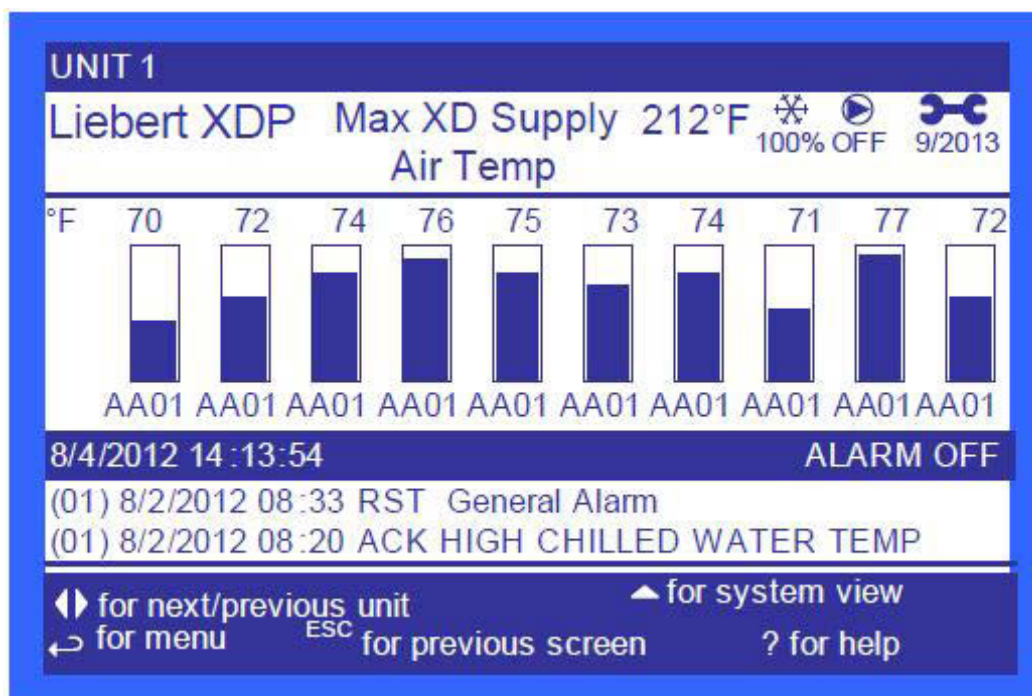 UNIT 1
Liebert XDP Max XD Supply 212°F 100% OFF 9/2013
Air Temp
°F 70 72 74 76 75 73 74 71 77 72
AA01 AA01 AA01 AA01 AA01 AA01 AA01 AA01 AA01 AA01
8/4/2012 14:13:54 ALARM OFF
(01) 8/2/2012 08:33 RST General Alarm
(01) 8/2/2012 08:20 ACK HIGH CHILLED WATER TEMP
for next/previous unit for system view
for menu ESC for previous screen ? for help